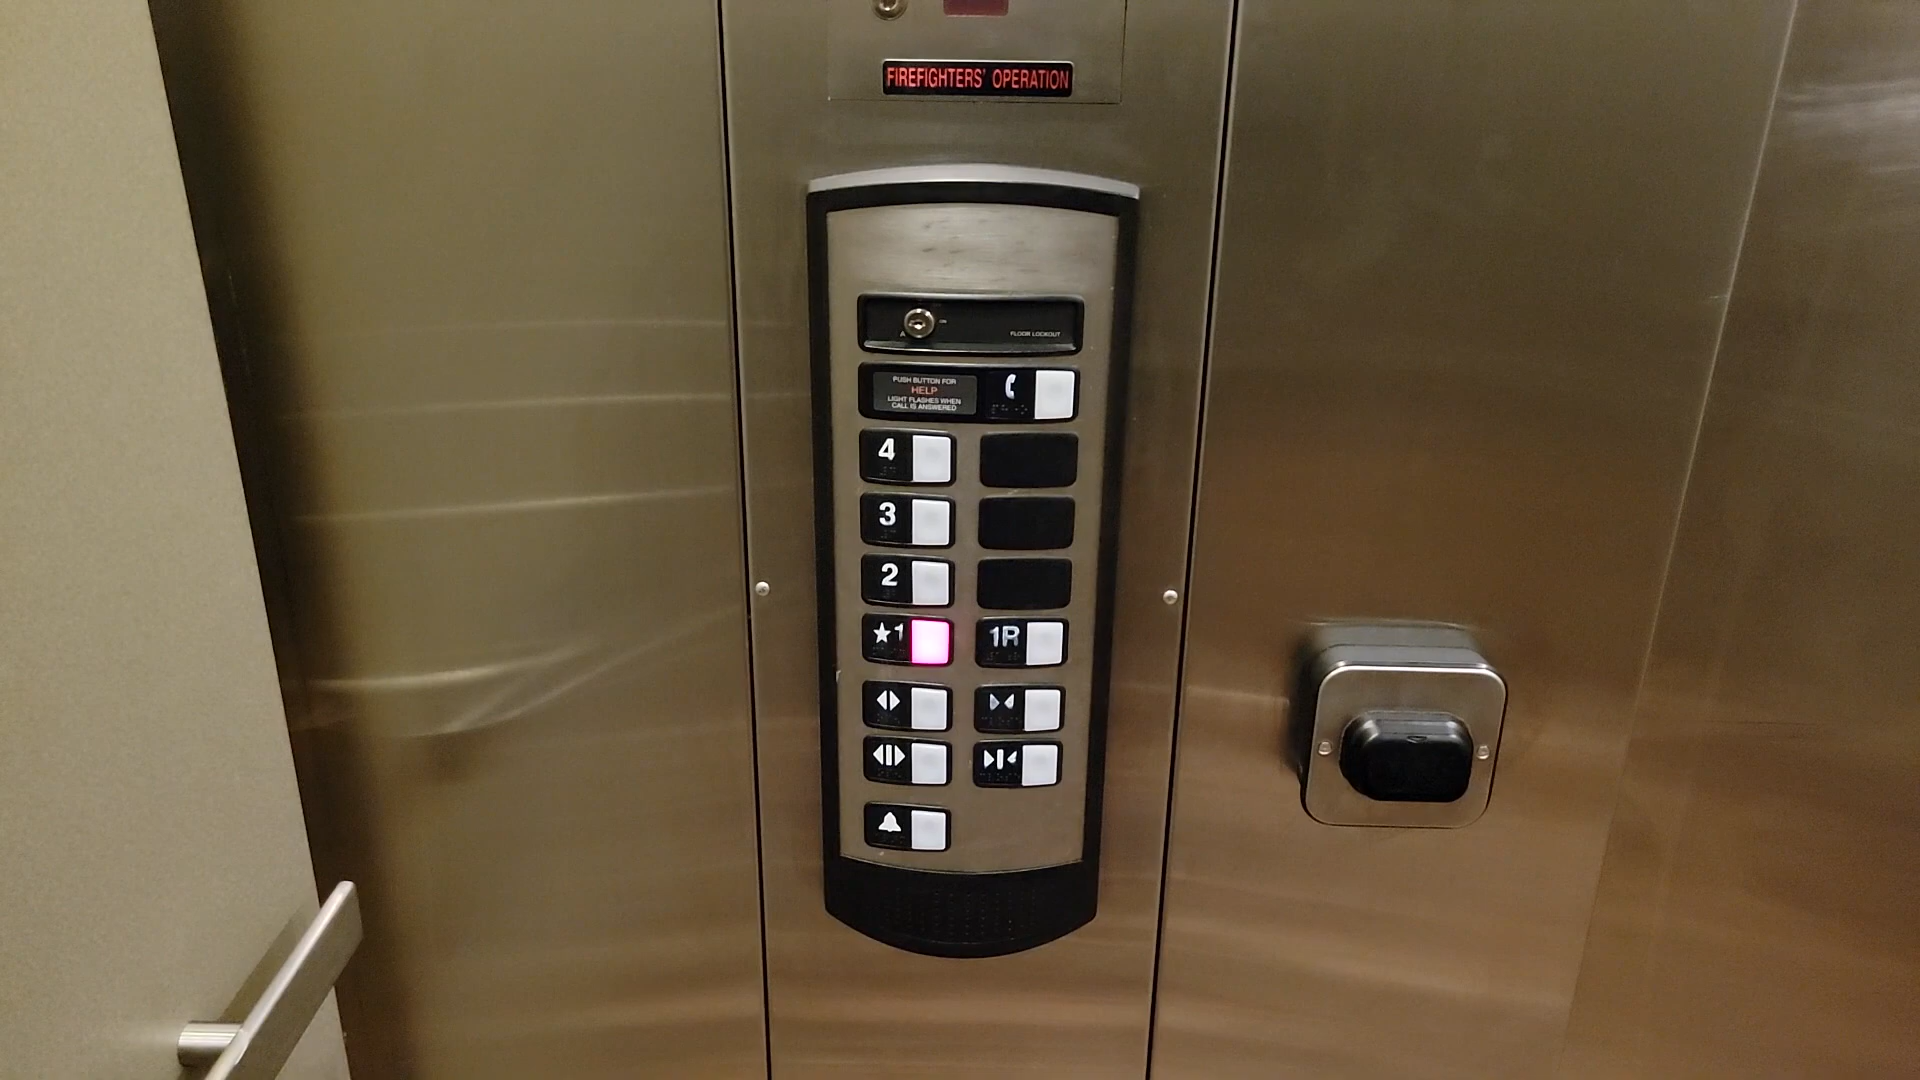 FIREFIGHTERS' OPERATION
ON
FLOOR LOCKOUT
PUSH BUTTON FOR
HELP
LIGHT FLASHES WHEN
CALL IS ANSWERED
4
3
2
★1 1R